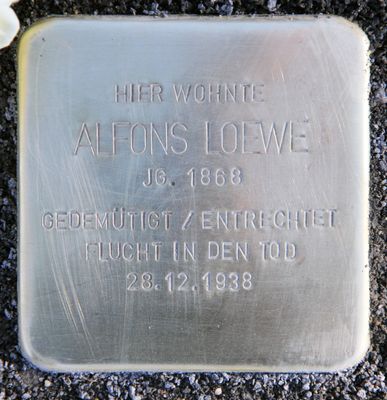 HIER WOHNTE
ALFONS LOEWE
JG. 1868
GEDEMÜTIGT / ENTRECHTET
FLUCHT IN DEN TOD
28.12.1938